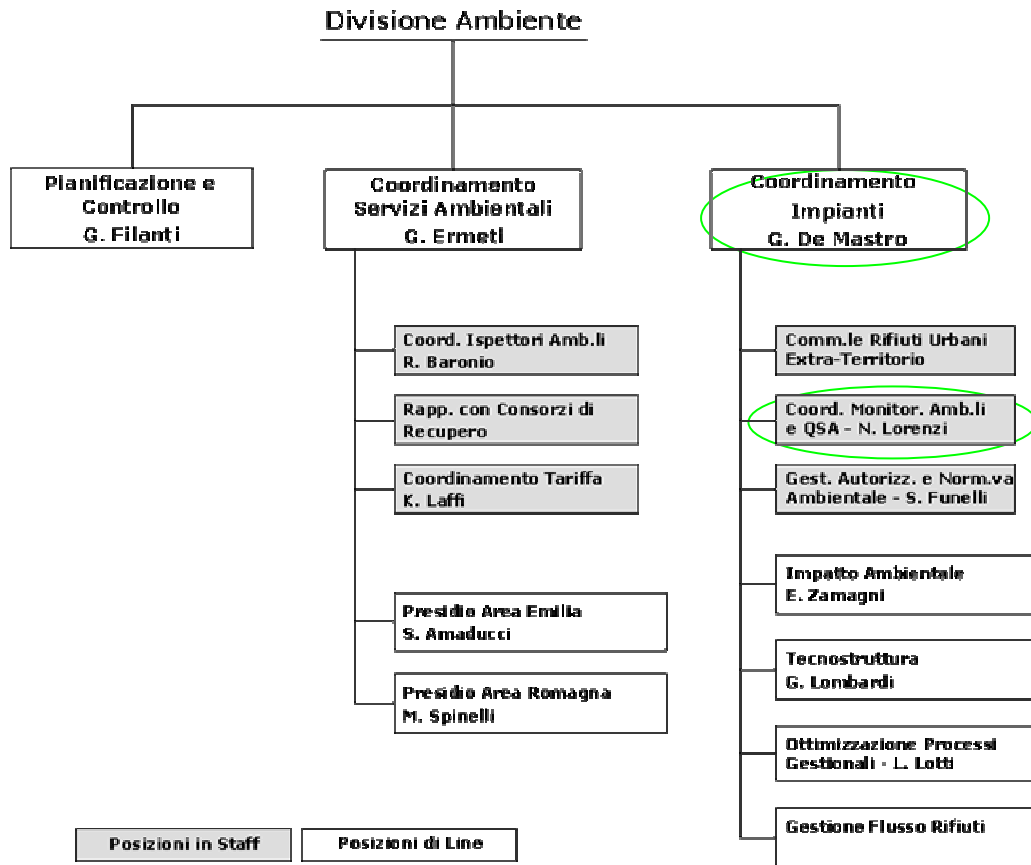 Divisione Ambiente
Pianificazione e
Controllo
G. Filanti
Coordinamento
Servizi Ambientali
G. Ermeti
Coordinamento
Impianti
G. De Mastro
Coord. Ispettori Amb.li
R. Baronio
Rapp. con Consorzi di
Recupero
Coordinamento Tariffa
K. Laffi
Presidio Area Emilia
S. Amaducci
Presidio Area Romagna
M. Spinelli
Comm.le Rifiuti Urbani
Extra-Territorio
Coord. Monitor. Amb.li
e QSA - N. Lorenzi
Gest. Autorizz. e Norm.va
Ambientale - S. Funelli
Impatto Ambientale
E. Zamagni
Tecnostruttura
G. Lombardi
Ottimizzazione Processi
Gestionali - L. Lotti
Gestione Flusso Rifiuti
Posizioni in Staff
Posizioni di Line